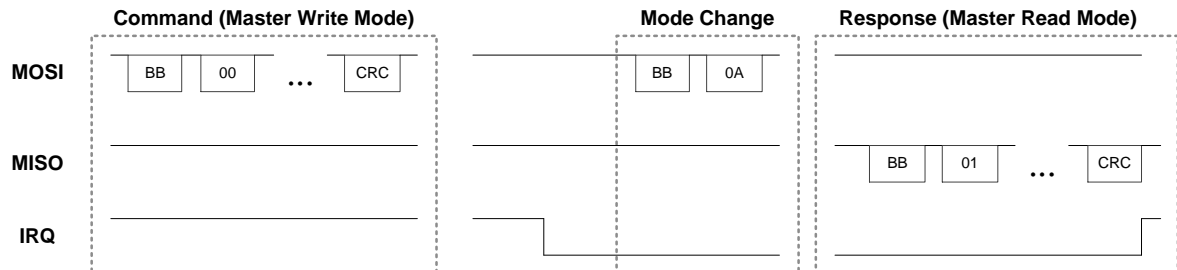 Command (Master Write Mode) Mode Change Response (Master Read Mode)
MOSI BB 00 ... CRC BB 0A
MISO BB 01 ... CRC
IRQ